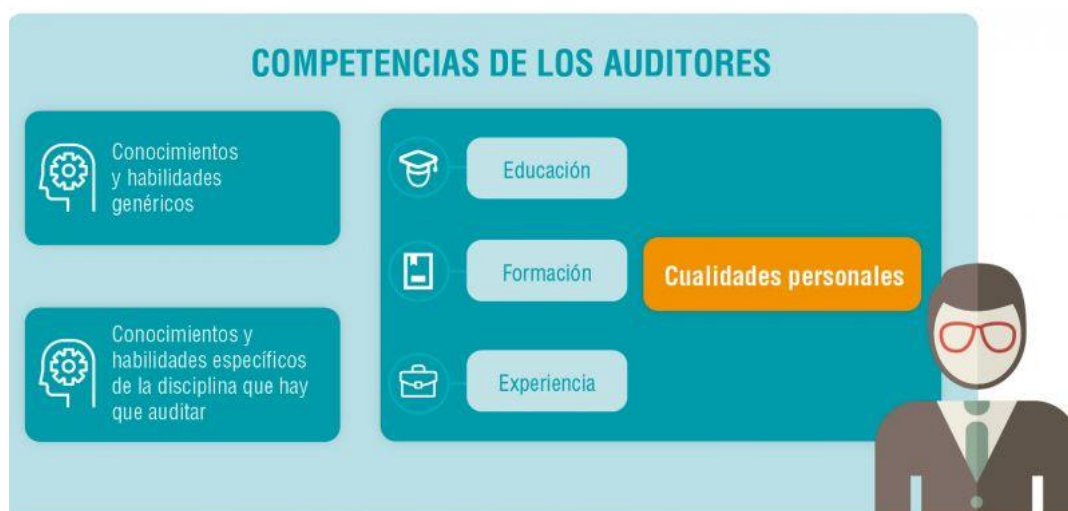 COMPETENCIAS DE LOS AUDITORES
Conocimientos
y habilidades
genéricos
Conocimientos y
habilidades específicos
de la disciplina que hay
que auditar
Educación
Formación
Experiencia
Cualidades personales